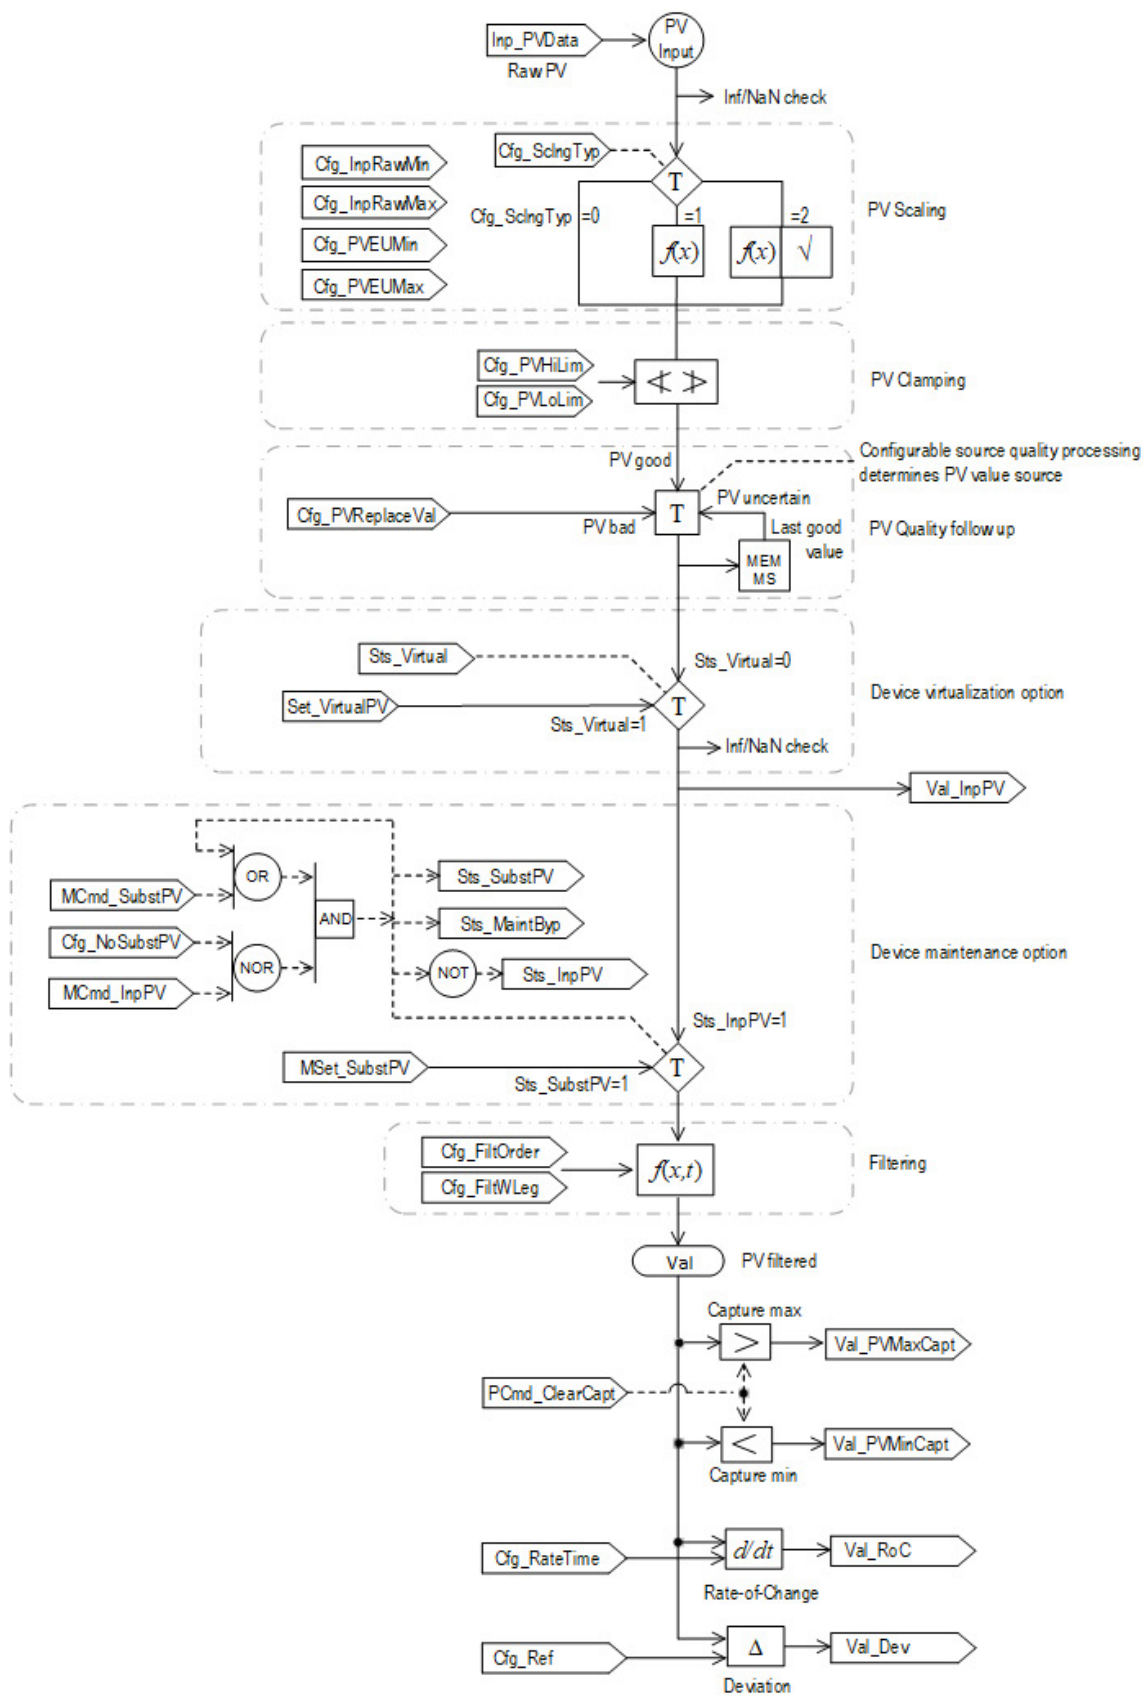 PV
Input
Inp_PVData
Raw PV
Inf/NaN check
Cfg_SclngTyp
Cfg_InpRawMin
T
Cfg_InpRawMax
Cfg_SclngTyp =0
=1
=2
PV Scaling
Cfg_PVEUMin
f(x)
f(x)
√
Cfg_PVEUMax
Cfg_PVHiLim
≮ ≯
PV Clamping
Cfg_PVLoLim
PV good
Configurable source quality processing
determines PV value source
PV uncertain
Cfg_PVReplaceVal
T
PV bad
Last good
value
PV Quality follow up
MEM
MS
Sts_Virtual
Sts_Virtual=0
Device virtualization option
Set_VirtualPV
T
Sts_Virtual=1
Inf/NaN check
Val_InpPV
OR
Sts_SubstPV
MCmd_SubstPV
AND
Sts_MaintByp
Cfg_NoSubstPV
Device maintenance option
NOR
NOT
Sts_InpPV
MCmd_InpPV
Sts_InpPV=1
MSet_SubstPV
T
Sts_SubstPV=1
Cfg_FiltOrder
f(x,t)
Filtering
Cfg_FiltWLeg
Val
PV filtered
Capture max
>
Val_PVMaxCapt
PCmd_ClearCapt
<
Val_PVMinCapt
Capture min
Cfg_RateTime
d/dt
Val_RoC
Rate-of-Change
Cfg_Ref
Δ
Val_Dev
Deviation